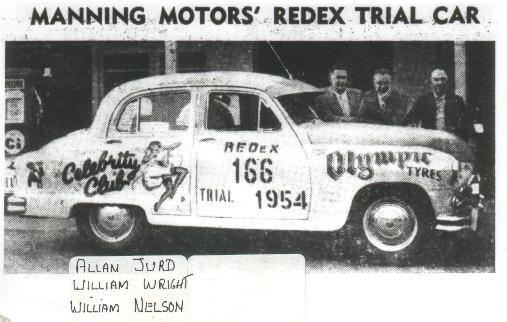 MANNING MOTORS' REDEX TRIAL CAR
Celebrity
Club
REDEX
166
TRIAL 1954
Olympic
TYRES
ALLAN JURD
WILLIAM WRIGHT
WILLIAM NELSON